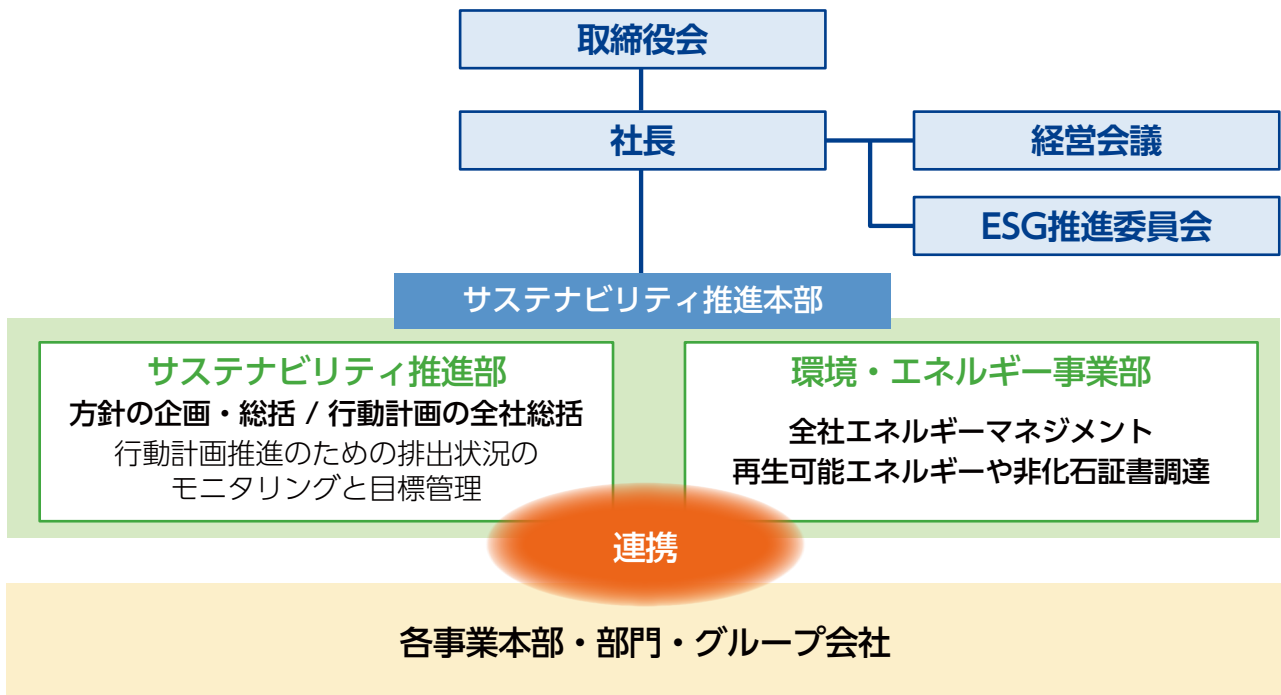 取締役会
社長
経営会議
ESG推進委員会
サステナビリティ推進本部
サステナビリティ推進部
方針の企画・総括 / 行動計画の全社総括
行動計画推進のための排出状況の
モニタリングと目標管理
環境・エネルギー事業部
全社エネルギーマネジメント
再生可能エネルギーや非化石証書調達
連携
各事業本部・部門・グループ会社